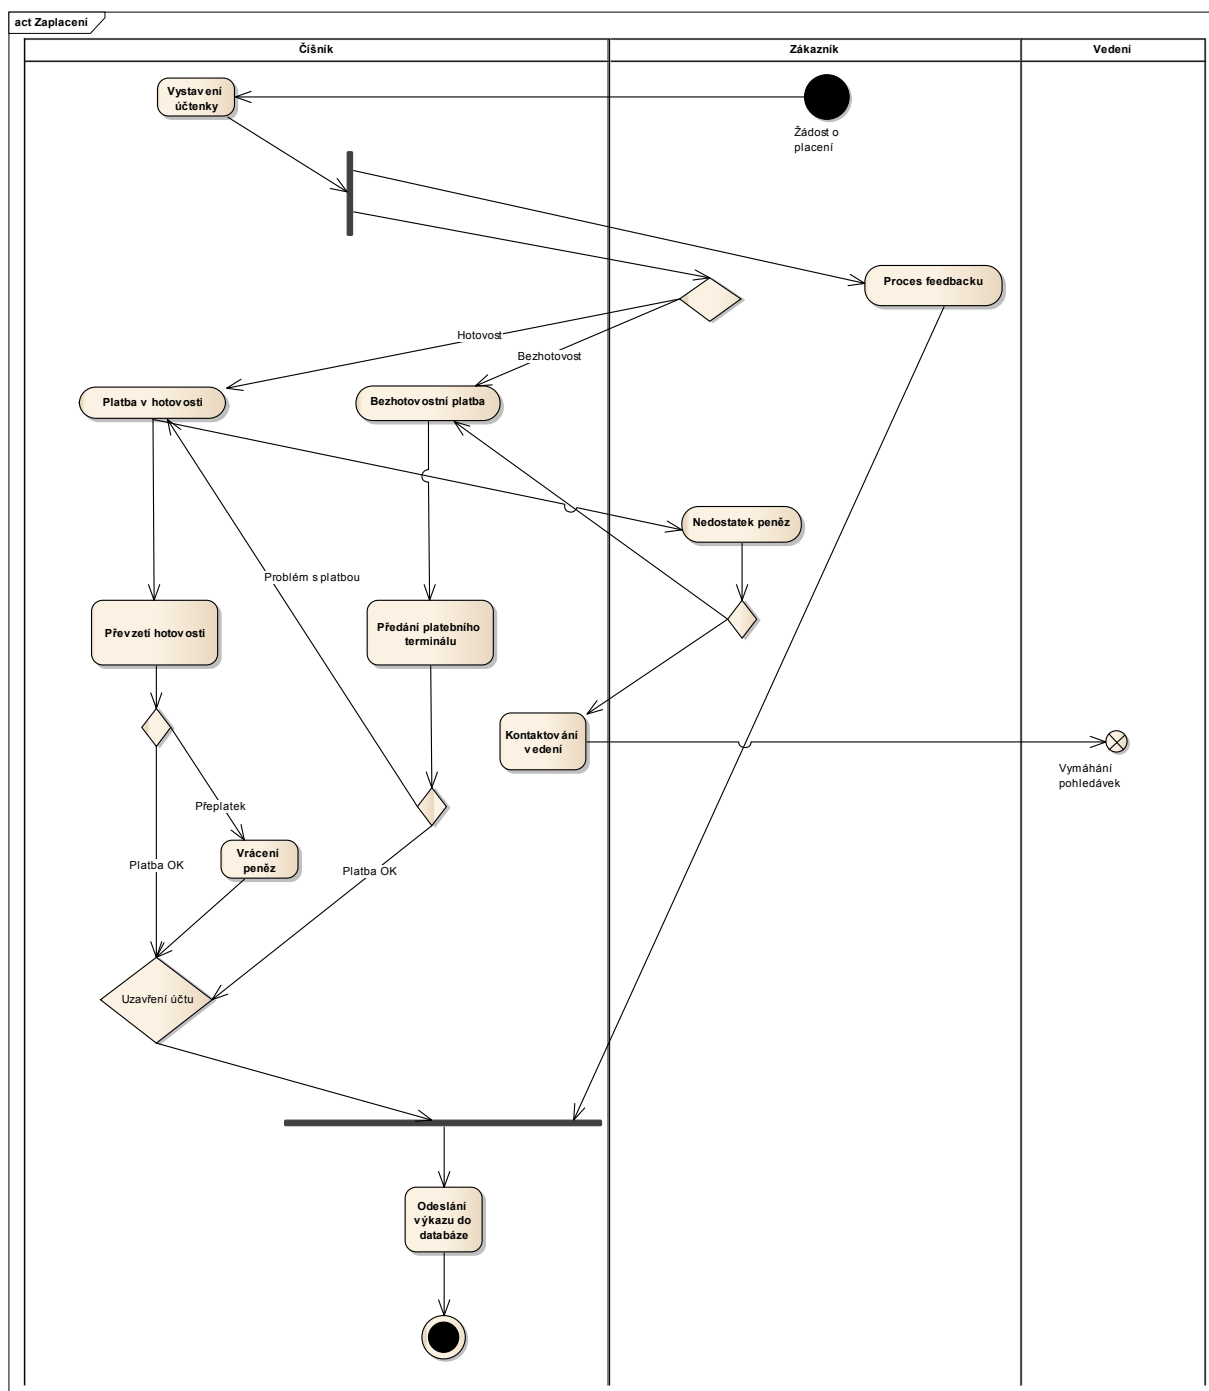 act Zaplacení
Číšník
Zákazník
Vedení
Vystavení
účtenky
Žádost o
placení
Proces feedbacku
Hotovost
Bezhotovost
Platba v hotovosti
Bezhotovostní platba
Nedostatek peněz
Problém s platbou
Převzetí hotovosti
Předání platebního
terminálu
Kontaktování
vedení
Vymáhání
pohledávek
Přeplatek
Vrácení
peněz
Platba OK
Platba OK
Uzavření účtu
Odeslání
výkazu do
databáze